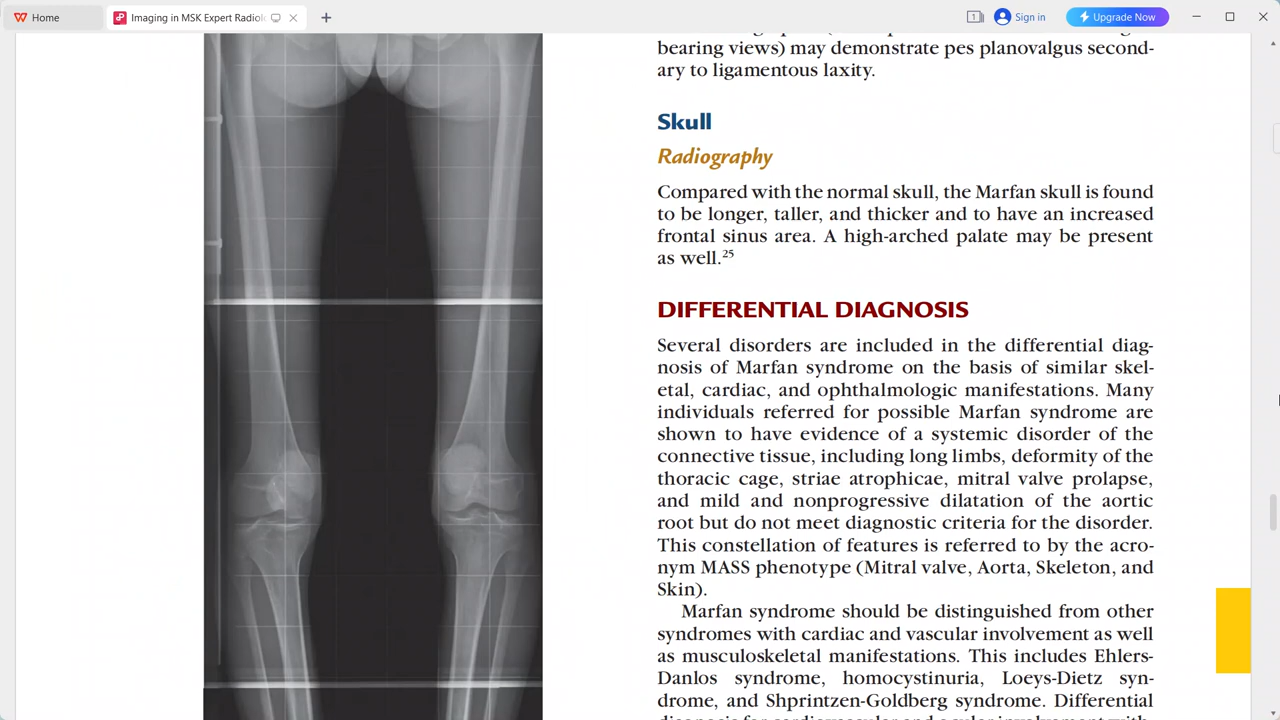 Home
Imaging in MSK Expert Radiol
1
Sign in
Upgrade Now
bearing views) may demonstrate pes planovalgus second-
ary to ligamentous laxity.
Skull
Radiography
Compared with the normal skull, the Marfan skull is found
to be longer, taller, and thicker and to have an increased
frontal sinus area. A high-arched palate may be present
as well.25
DIFFERENTIAL DIAGNOSIS
Several disorders are included in the differential diag-
nosis of Marfan syndrome on the basis of similar skel-
etal, cardiac, and ophthalmologic manifestations. Many
individuals referred for possible Marfan syndrome are
shown to have evidence of a systemic disorder of the
connective tissue, including long limbs, deformity of the
thoracic cage, striae atrophicae, mitral valve prolapse,
and mild and nonprogressive dilatation of the aortic
root but do not meet diagnostic criteria for the disorder.
This constellation of features is referred to by the acro-
nym MASS phenotype (Mitral valve, Aorta, Skeleton, and
Skin).
Marfan syndrome should be distinguished from other
syndromes with cardiac and vascular involvement as well
as musculoskeletal manifestations. This includes Ehlers-
Danlos syndrome, homocystinuria, Loeys-Dietz syn-
drome, and Shprintzen-Goldberg syndrome. Differential